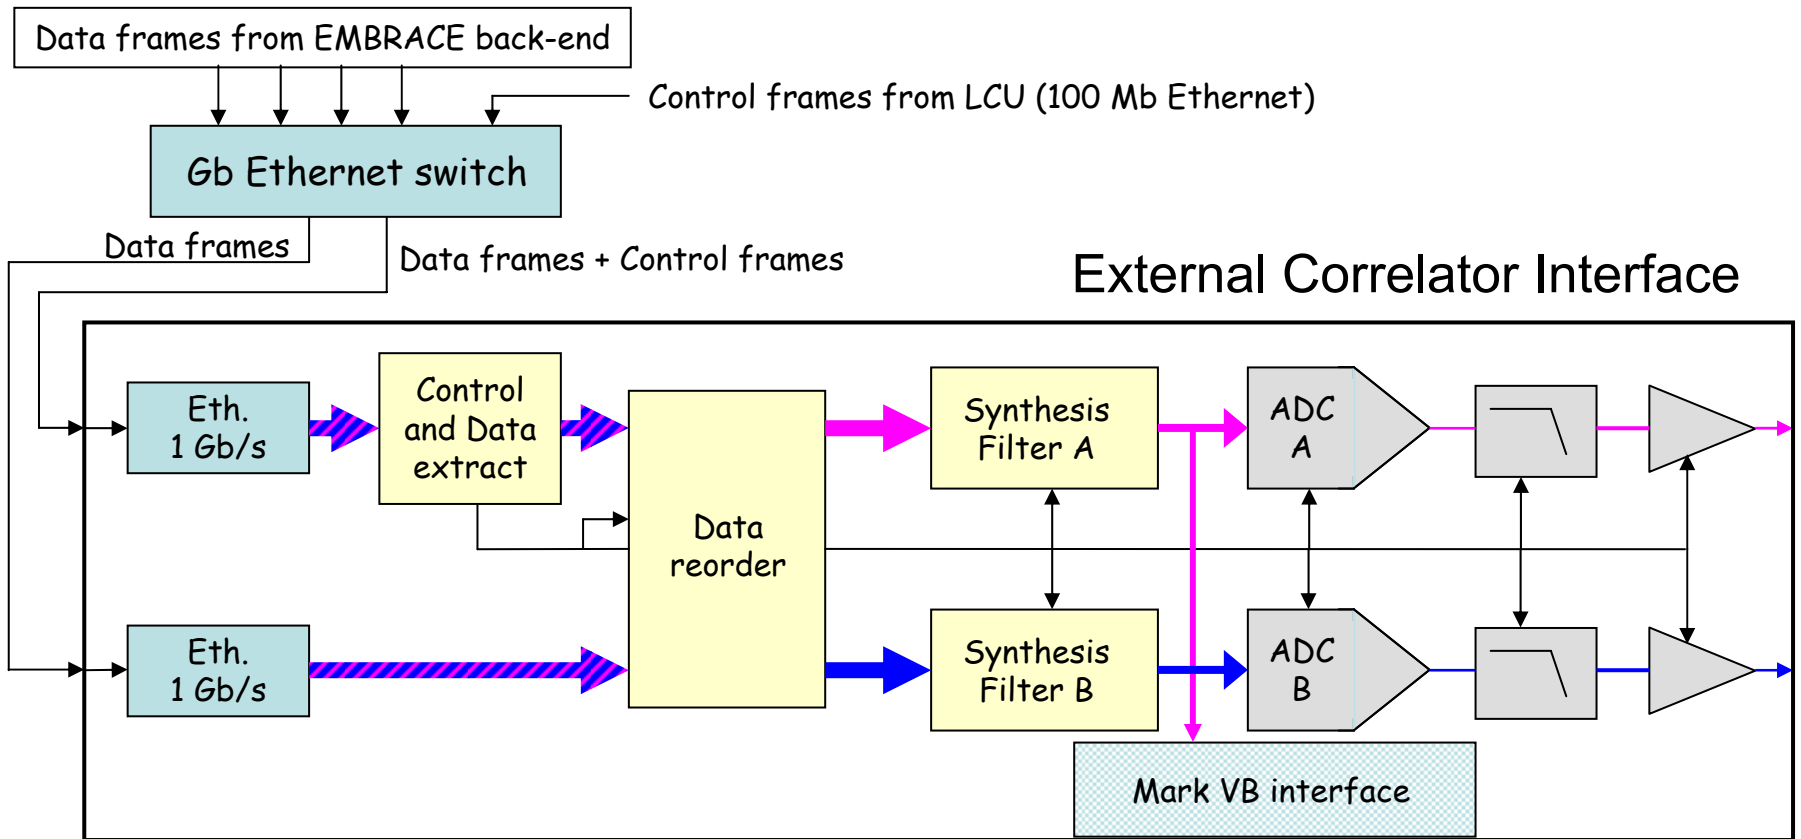 Data frames from EMBRACE back-end
Control frames from LCU (100 Mb Ethernet)
Gb Ethernet switch
Data frames
Data frames + Control frames
External Correlator Interface
Eth.
1 Gb/s
Control
and Data
extract
Data
reorder
Synthesis
Filter A
ADC
A
Eth.
1 Gb/s
Synthesis
Filter B
ADC
B
Mark VB interface